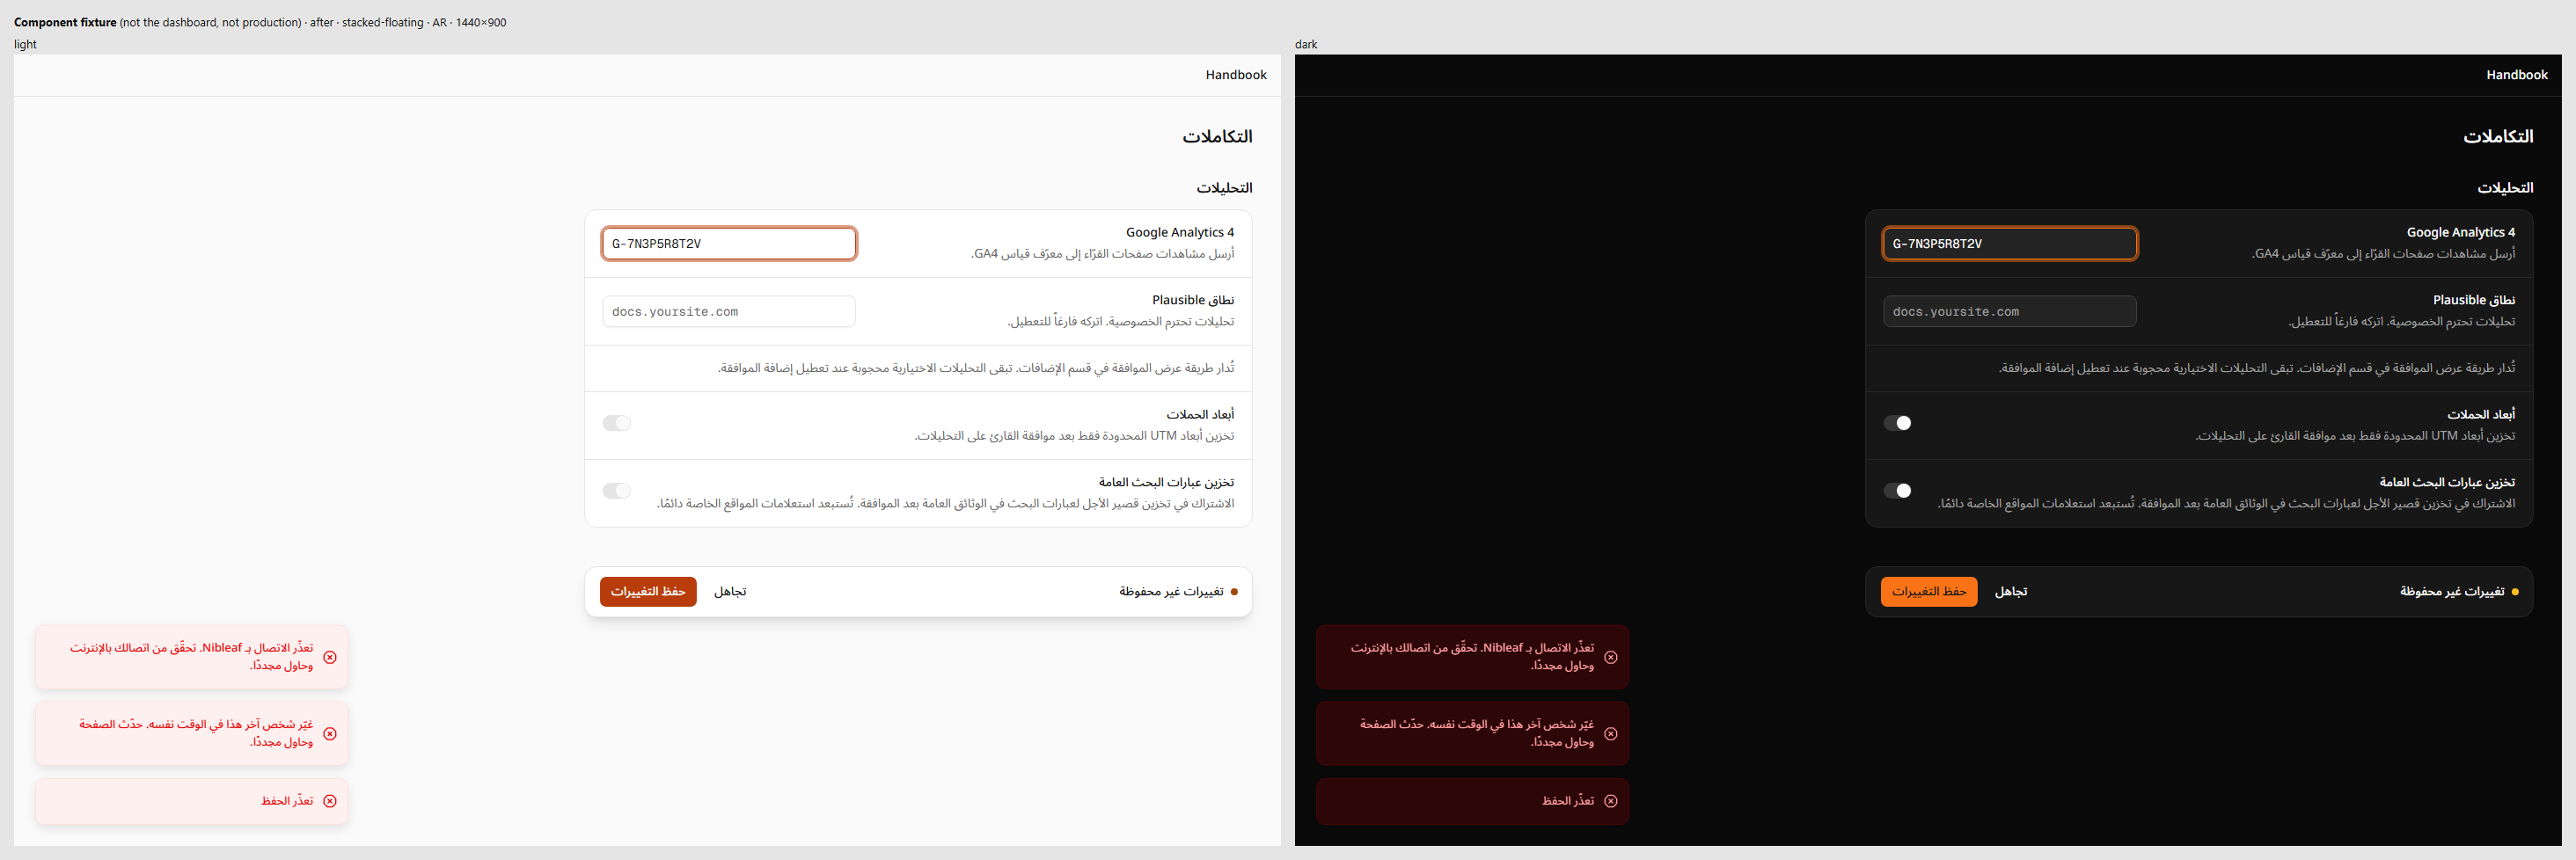 Component fixture (not the dashboard, not production) · after · stacked-floating · AR · 1440×900
light
Handbook
التكاملات
التحليلات
Google Analytics 4
أرسل مشاهدات صفحات القرّاء إلى معرّف قياس GA4.
G-7N3P5R8T2V
نطاق Plausible
تحليلات تحترم الخصوصية. اتركه فارغاً للتعطيل.
docs.yoursite.com
تُدار طريقة عرض الموافقة في قسم الإضافات. تبقى التحليلات الاختيارية محجوبة عند تعطيل إضافة الموافقة.
أبعاد الحملات
تخزين أبعاد UTM المحدودة فقط بعد موافقة القارئ على التحليلات.
تخزين عبارات البحث العامة
الاشتراك في تخزين قصير الأجل لعبارات البحث في الوثائق العامة بعد الموافقة. تُستبعد استعلامات المواقع الخاصة دائمًا.
تغييرات غير محفوظة
تجاهل
حفظ التغييرات
تعذّر الاتصال بـ Nibleaf. تحقّق من اتصالك بالإنترنت
وحاول مجددًا.
غيّر شخص آخر هذا في الوقت نفسه. حدّث الصفحة
وحاول مجددًا.
تعذّر الحفظ
dark
Handbook
التكاملات
التحليلات
Google Analytics 4
أرسل مشاهدات صفحات القرّاء إلى معرّف قياس GA4.
G-7N3P5R8T2V
نطاق Plausible
تحليلات تحترم الخصوصية. اتركه فارغاً للتعطيل.
docs.yoursite.com
تُدار طريقة عرض الموافقة في قسم الإضافات. تبقى التحليلات الاختيارية محجوبة عند تعطيل إضافة الموافقة.
أبعاد الحملات
تخزين أبعاد UTM المحدودة فقط بعد موافقة القارئ على التحليلات.
تخزين عبارات البحث العامة
الاشتراك في تخزين قصير الأجل لعبارات البحث في الوثائق العامة بعد الموافقة. تُستبعد استعلامات المواقع الخاصة دائمًا.
تغييرات غير محفوظة
تجاهل
حفظ التغييرات
تعذّر الاتصال بـ Nibleaf. تحقّق من اتصالك بالإنترنت
وحاول مجددًا.
غيّر شخص آخر هذا في الوقت نفسه. حدّث الصفحة
وحاول مجددًا.
تعذّر الحفظ